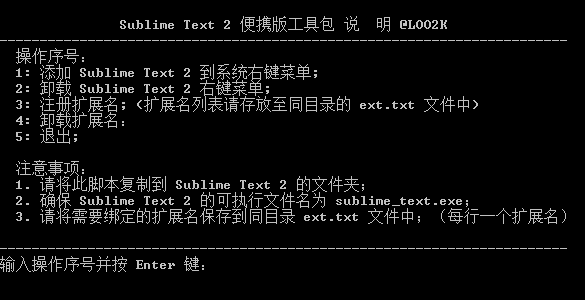 Sublime Text 2 便携版工具包 说 明 @LOO2K
操作序号：
1: 添加 Sublime Text 2 到系统右键菜单；
2: 卸载 Sublime Text 2 右键菜单；
3: 注册扩展名；（扩展名列表请存放至同目录的 ext.txt 文件中）
4: 卸载扩展名：
5: 退出；
注意事项：
1. 请将此脚本复制到 Sublime Text 2 的文件夹；
2. 确保 Sublime Text 2 的可执行文件名为 sublime_text.exe；
3. 请将需要绑定的扩展名保存到同目录 ext.txt 文件中；（每行一个扩展名）
输入操作序号并按 Enter 键：